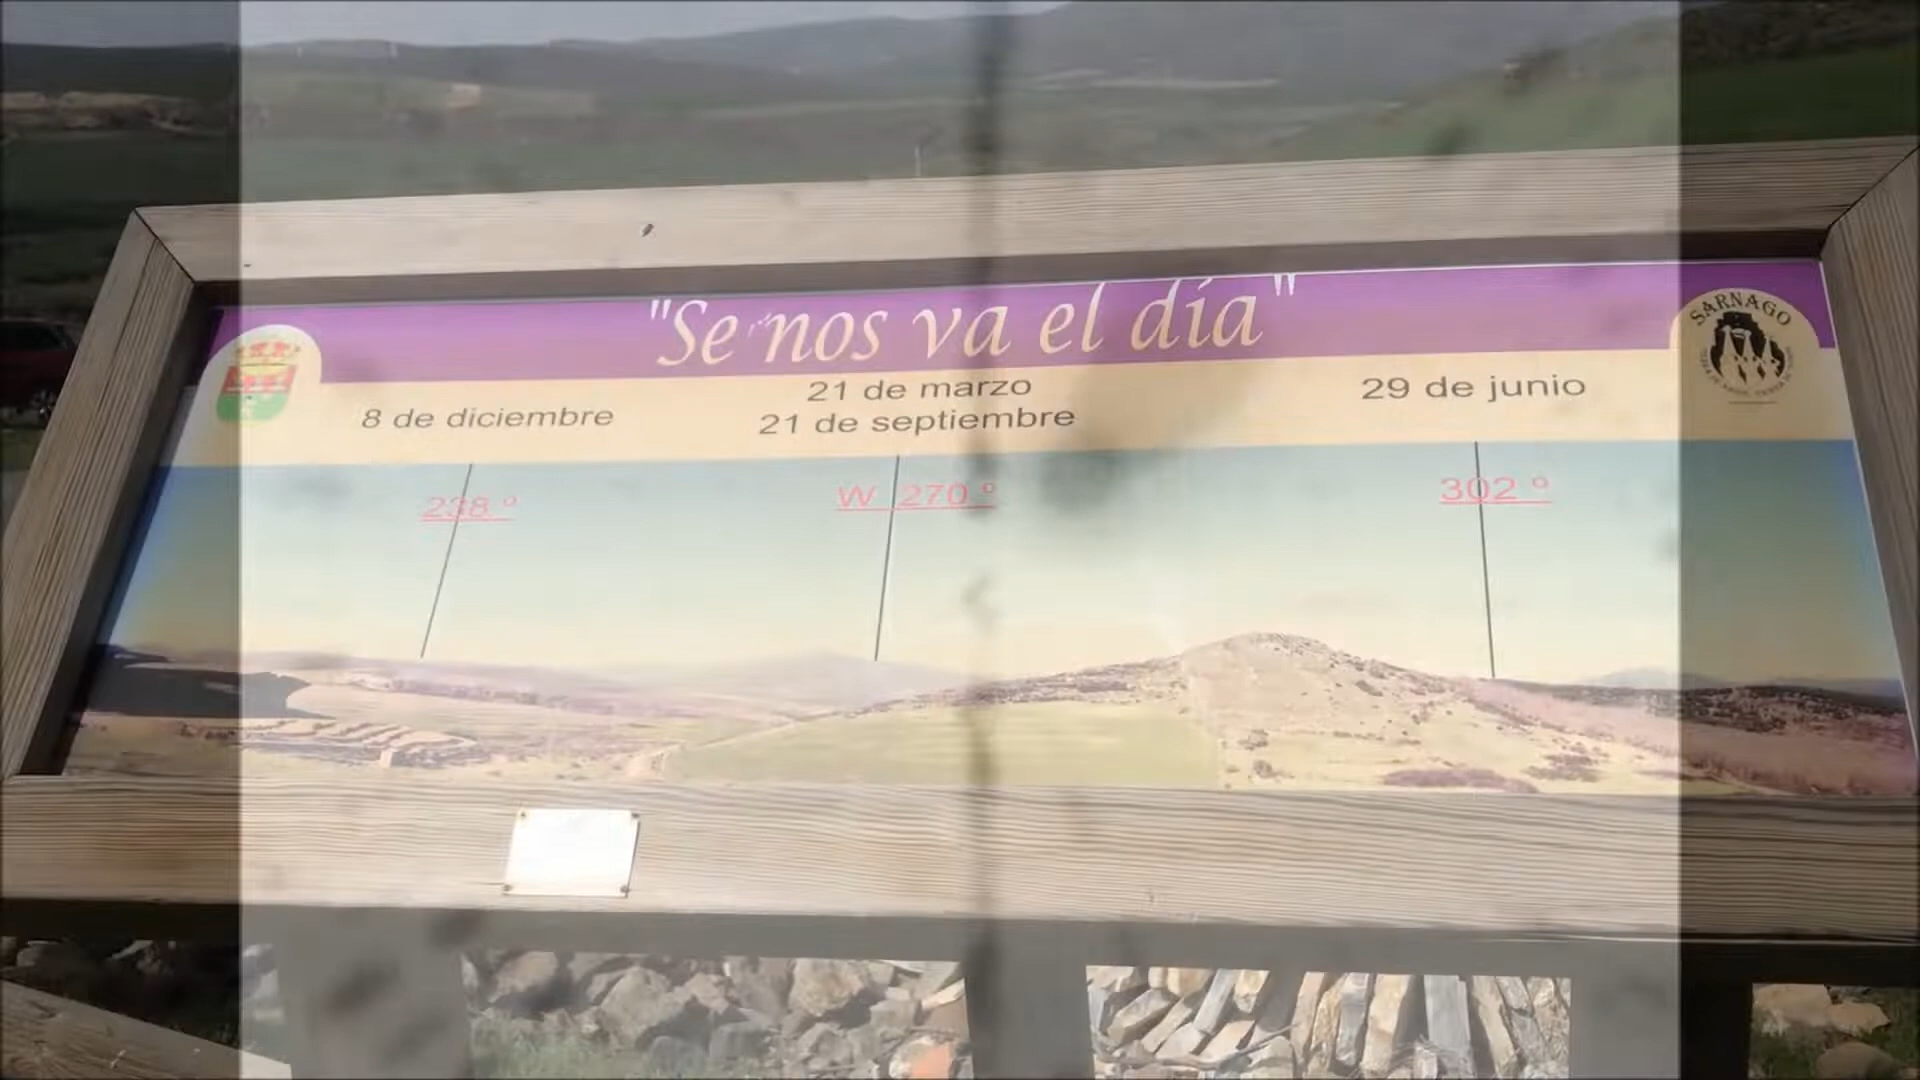 "Se nos va el día"
SARNAGO
8 de diciembre
21 de marzo
21 de septiembre
29 de junio
238 º
W 270 º
302 º